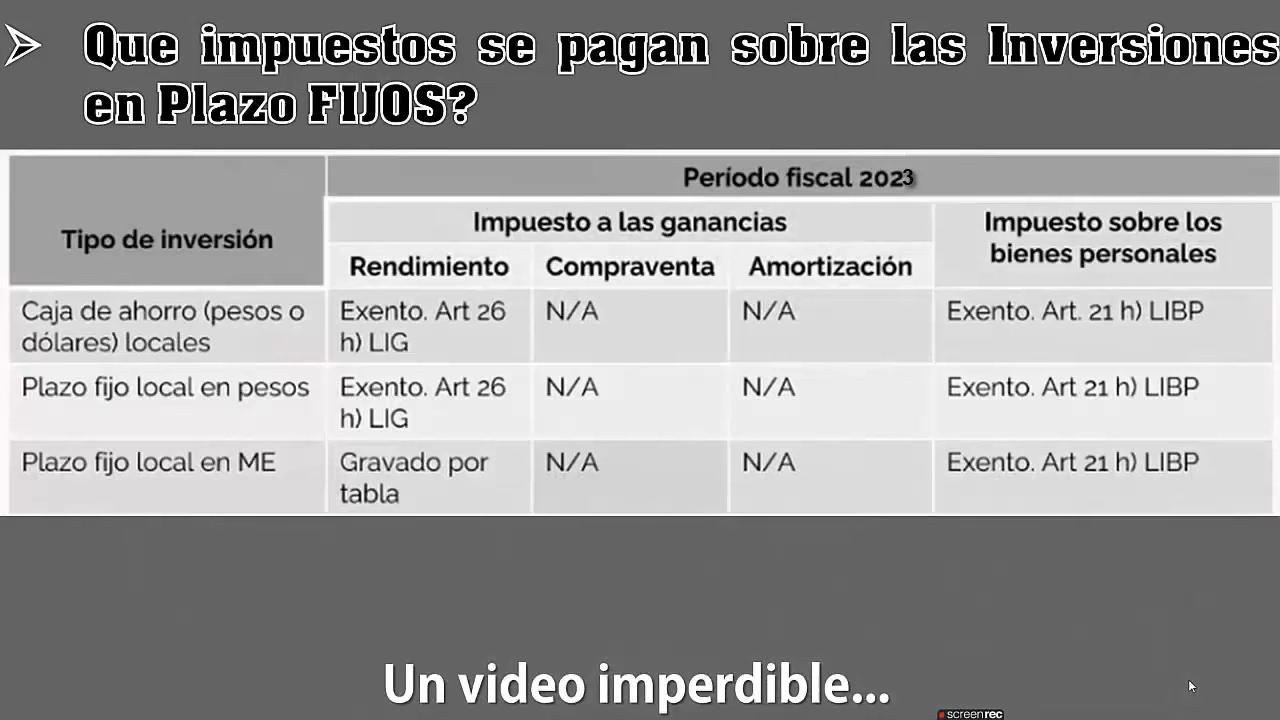 Que impuestos se pagan sobre las Inversiones
en Plazo FIJOS?
Período fiscal 2023
Tipo de inversión
Impuesto a las ganancias
Impuesto sobre los
bienes personales
Rendimiento
Compraventa
Amortización
Caja de ahorro (pesos o
dólares) locales
Exento. Art 26
h) LIG
N/A
N/A
Exento. Art. 21 h) LIBP
Plazo fijo local en pesos
Exento. Art 26
h) LIG
N/A
N/A
Exento. Art 21 h) LIBP
Plazo fijo local en ME
Gravado por
tabla
N/A
N/A
Exento. Art 21 h) LIBP
Un video imperdible...
screenrec